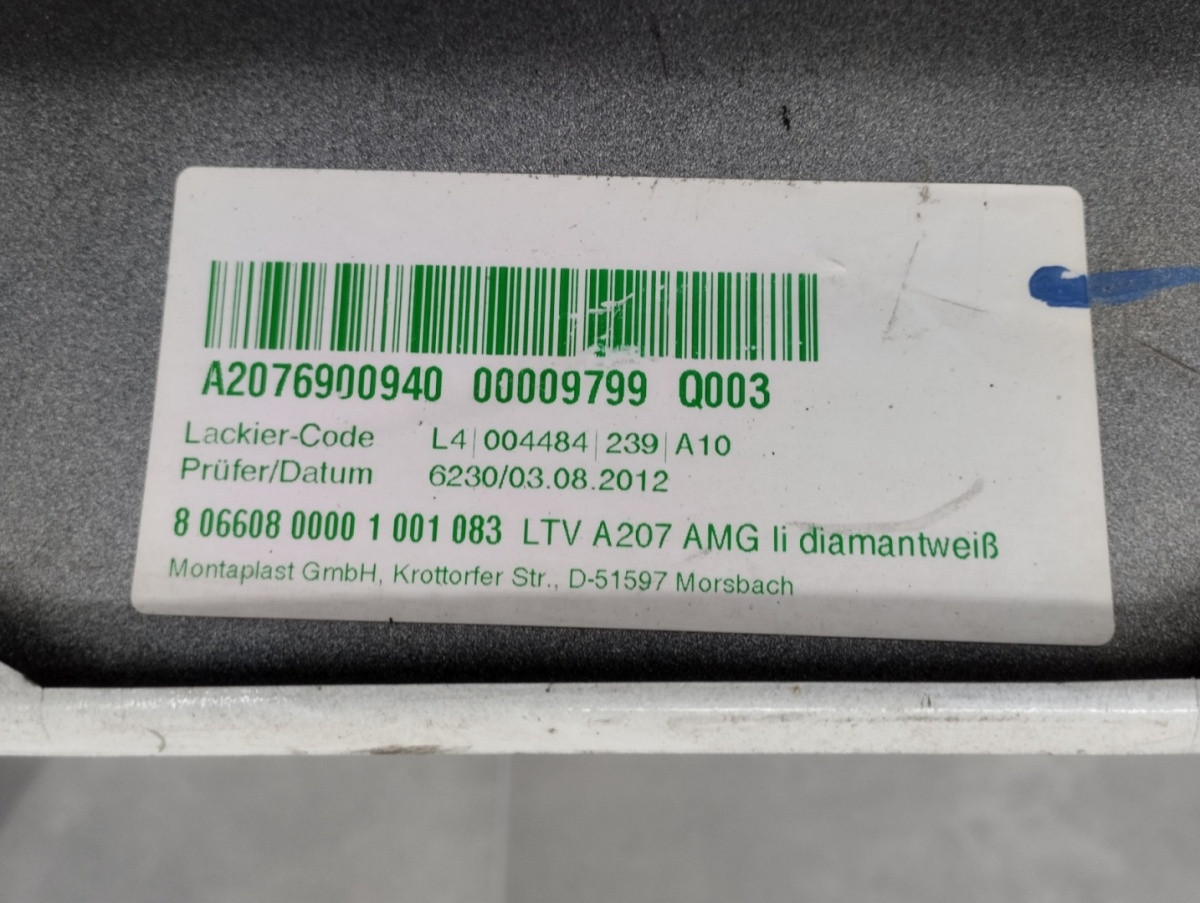 A2076900940 00009799 Q003
Lackier-Code L4|004484|239|A10
Prüfer/Datum 6230/03.08.2012
8 06608 0000 1 001 083 LTV A207 AMG li diamantweiß
Montaplast GmbH, Krottorfer Str., D-51597 Morsbach